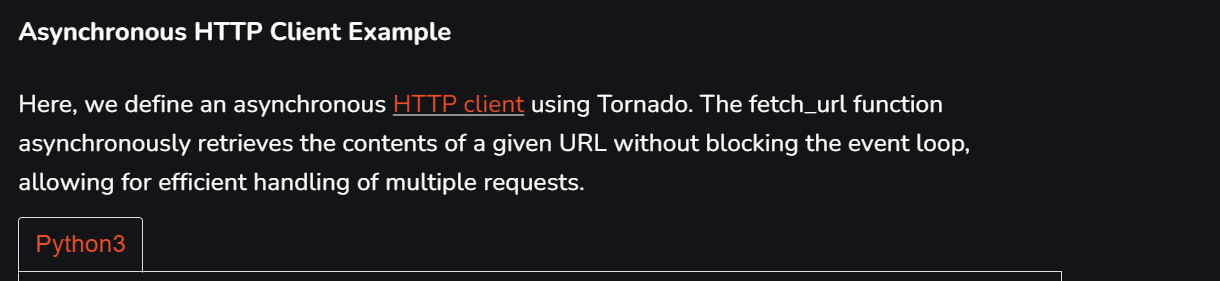 Asynchronous HTTP Client Example
Here, we define an asynchronous HTTP client using Tornado. The fetch_url function
asynchronously retrieves the contents of a given URL without blocking the event loop,
allowing for efficient handling of multiple requests.
Python3